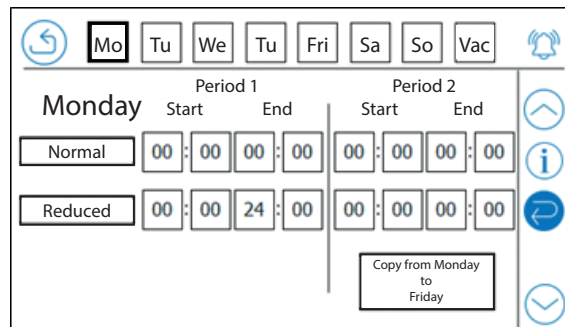 Mo Tu We Tu Fri Sa So Vac
Period 1 Period 2
Monday Start End Start End
Normal 00 : 00 00 : 00 00 : 00 00 : 00
i
Reduced 00 : 00 24 : 00 00 : 00 00 : 00
Copy from Monday
to
Friday